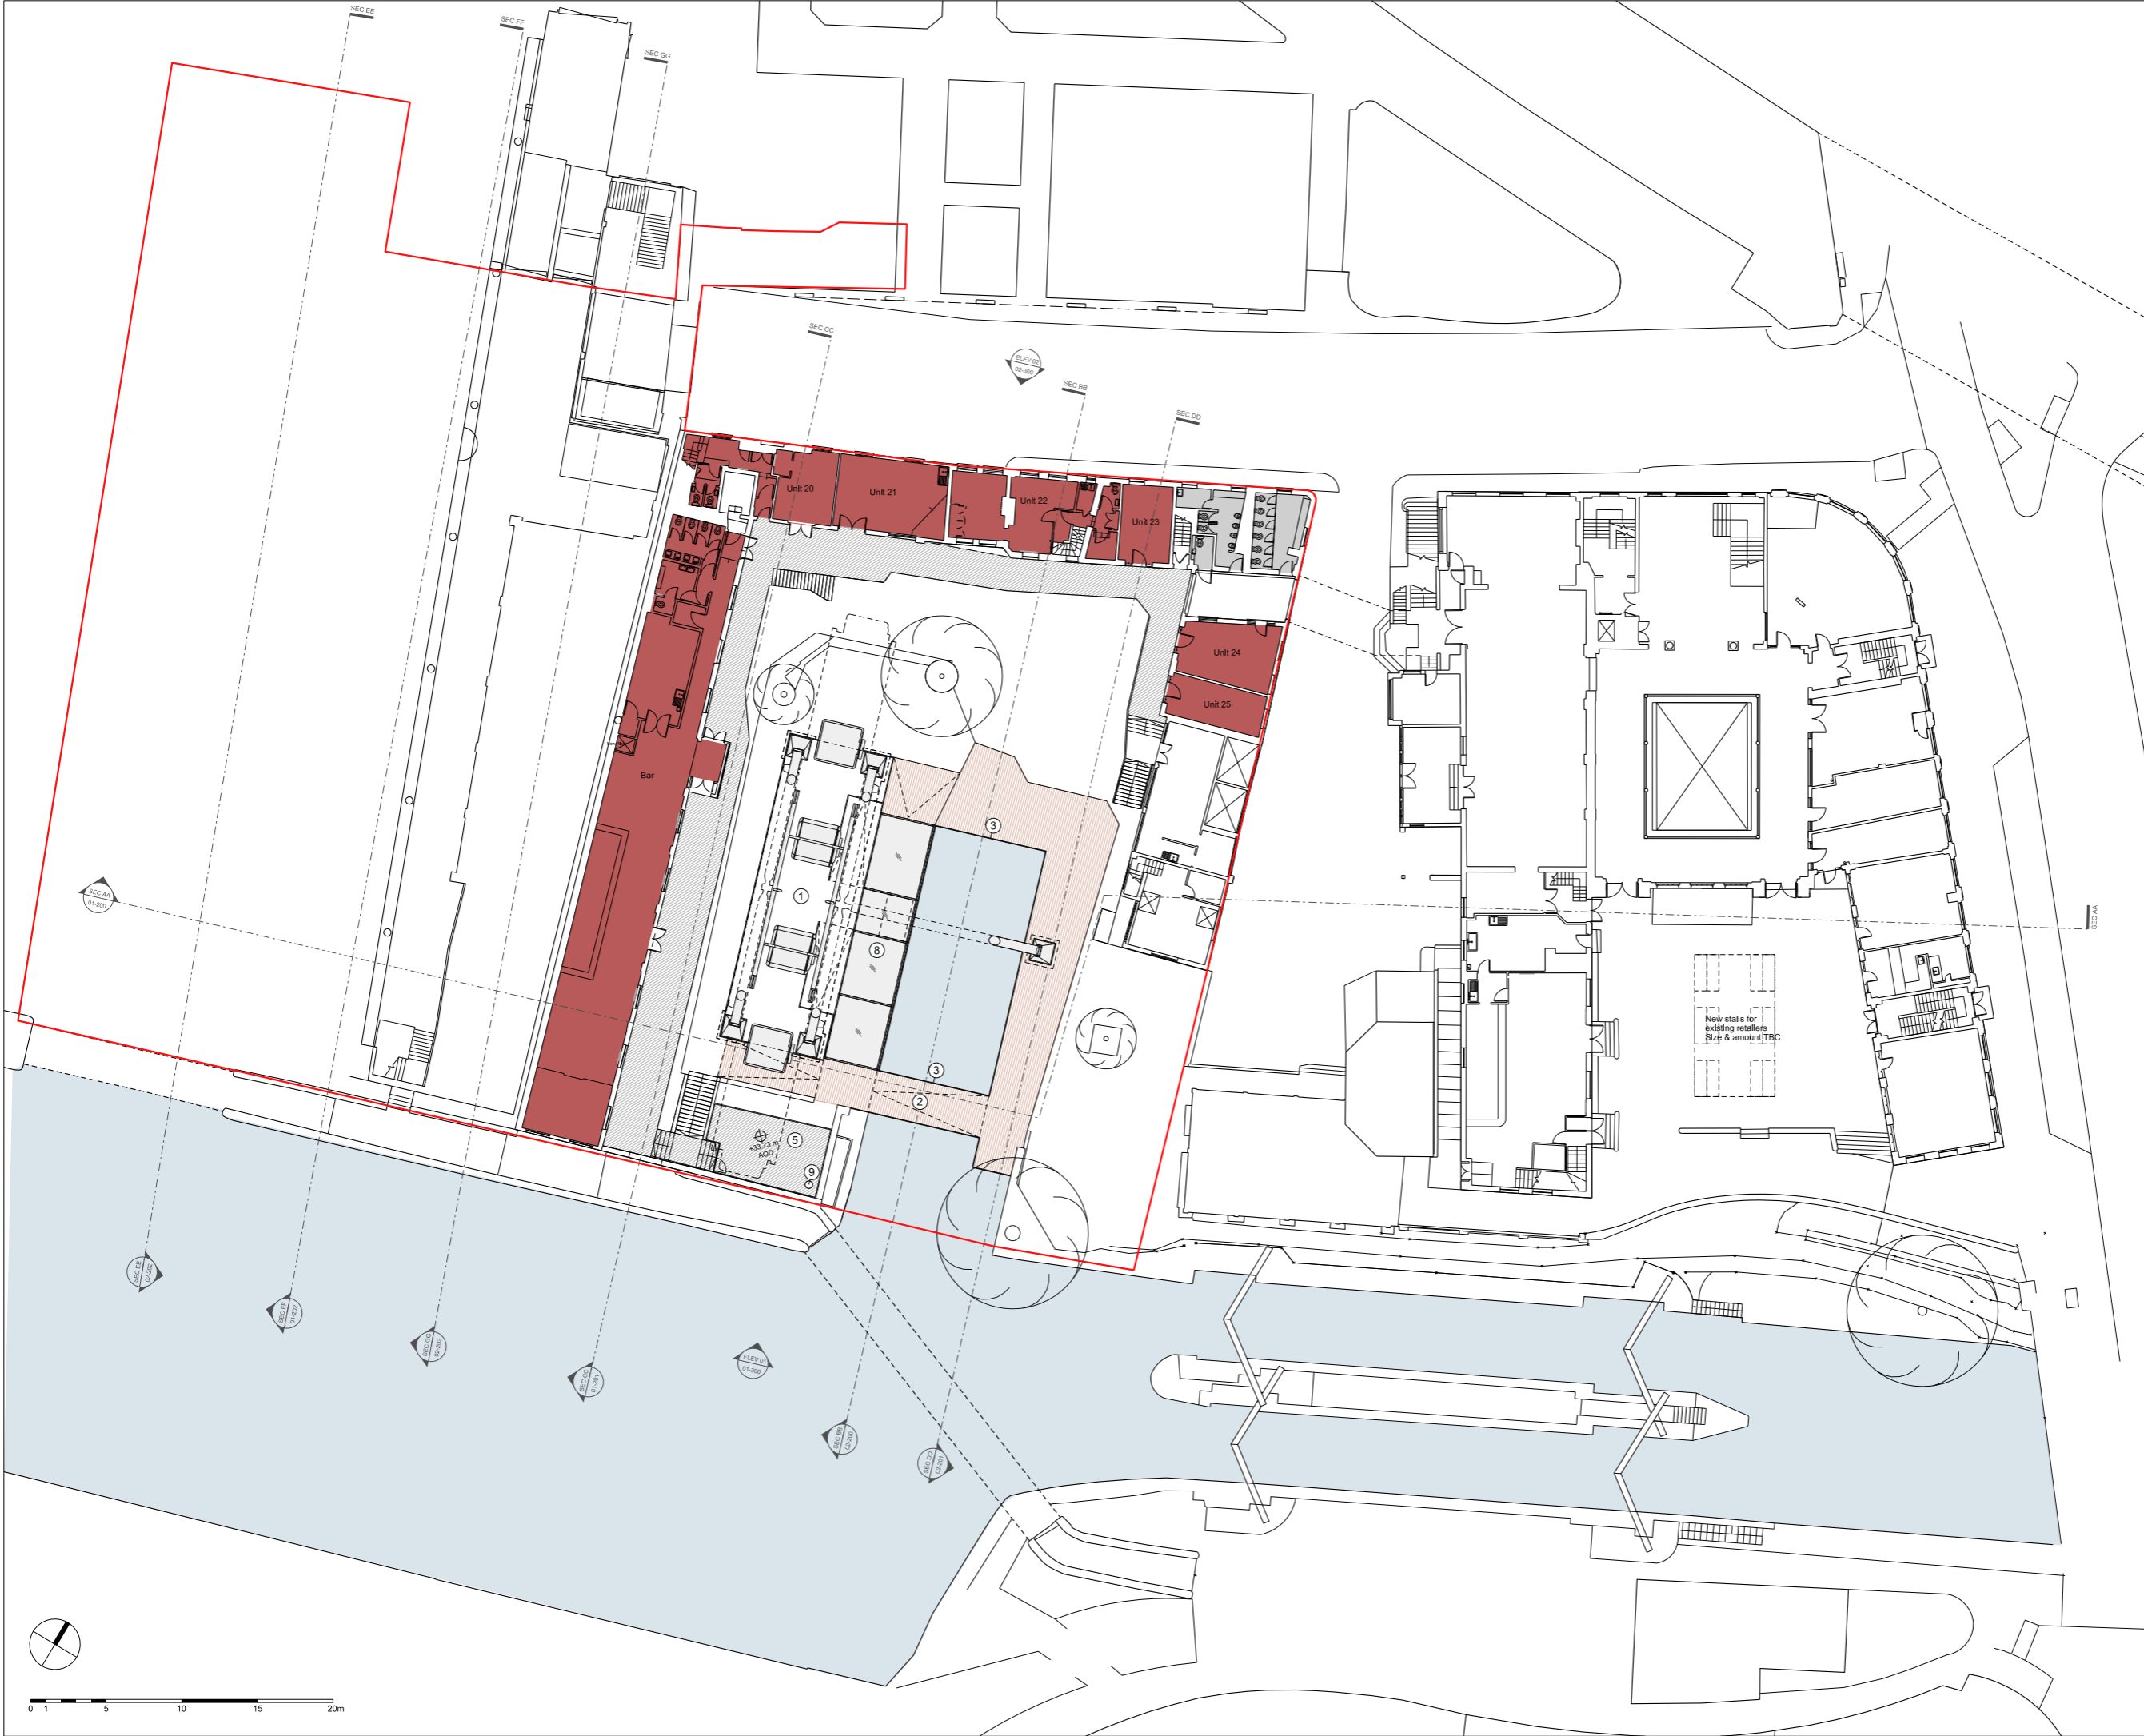 SEC EE
SEC FF
SEC GG
SEC CC
ELEV 02
02-300
SEC BB
SEC DD
Unit 20
Unit 21
Unit 22
Unit 23
Unit 24
Unit 25
Bar
3
SEC AA
01-200
1
8
SEC AA
New stalls for
existing retailers
Size & amount TBC
3
2
5
+33.73 m
AOD
9
SEC EE
02-202
SEC FF
01-202
SEC GG
02-202
SEC CC
01-201
ELEV 01
01-300
SEC BB
02-200
SEC DD
02-201
0 1 5 10 15 20m